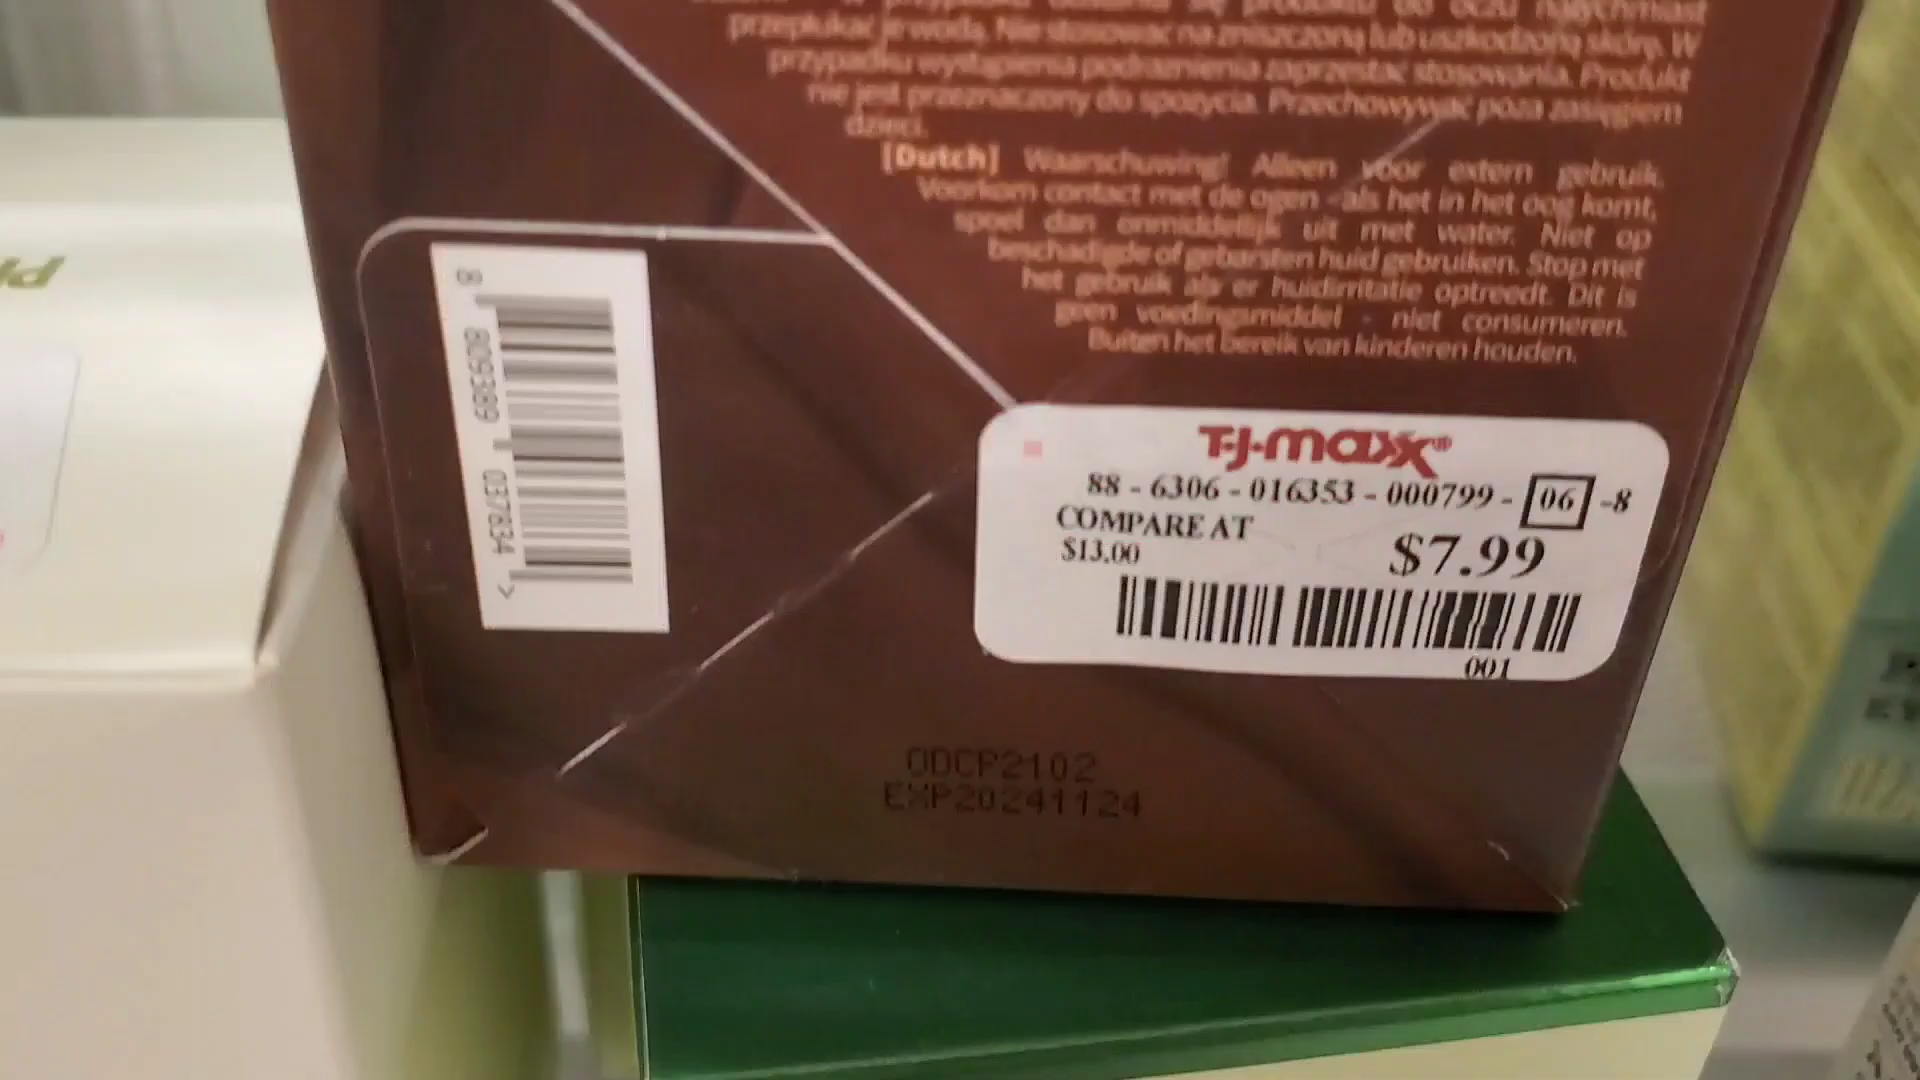 przepłukać je wodą. Nie stosować na zniszczoną lub uszkodzoną skórę. W
przypadku wystąpienia podrażnienia zaprzestać stosowania. Produkt
nie jest przeznaczony do spożycia. Przechowywać poza zasięgiem
dzieci.
[Dutch] Waarschuwing! Alleen voor extern gebruik.
Voorkom contact met de ogen - als het in het oog komt,
spoel dan onmiddelijk uit met water. Niet op
beschadigde of gebarsten huid gebruiken. Stop met
het gebruik als er huidirritatie optreedt. Dit is
geen voedingsmiddel - niet consumeren.
Buiten het bereik van kinderen houden.
8 809389 037834 >
T·J·maxx®
88 - 6306 - 016353 - 000799 - 06 - 8
COMPARE AT
$13.00
$7.99
001
ODCP2102
EXP20241124